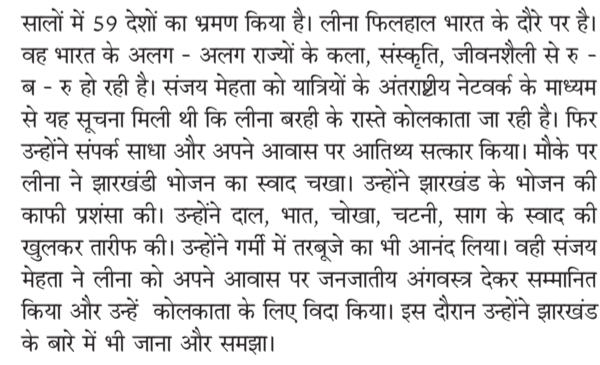 सालों में 59 देशों का भ्रमण किया है। लीना फिलहाल भारत के दौरे पर है।
वह भारत के अलग - अलग राज्यों के कला, संस्कृति, जीवनशैली से रु -
ब - रु हो रही है। संजय मेहता को यात्रियों के अंतराष्ट्रीय नेटवर्क के माध्यम
से यह सूचना मिली थी कि लीना बरही के रास्ते कोलकाता जा रही है। फिर
उन्होंने संपर्क साधा और अपने आवास पर आतिथ्य सत्कार किया। मौके पर
लीना ने झारखंडी भोजन का स्वाद चखा। उन्होंने झारखंड के भोजन की
काफी प्रशंसा की। उन्होंने दाल, भात, चोखा, चटनी, साग के स्वाद की
खुलकर तारीफ की। उन्होंने गर्मी में तरबूजे का भी आनंद लिया। वही संजय
मेहता ने लीना को अपने आवास पर जनजातीय अंगवस्त्र देकर सम्मानित
किया और उन्हें कोलकाता के लिए विदा किया। इस दौरान उन्होंने झारखंड
के बारे में भी जाना और समझा।